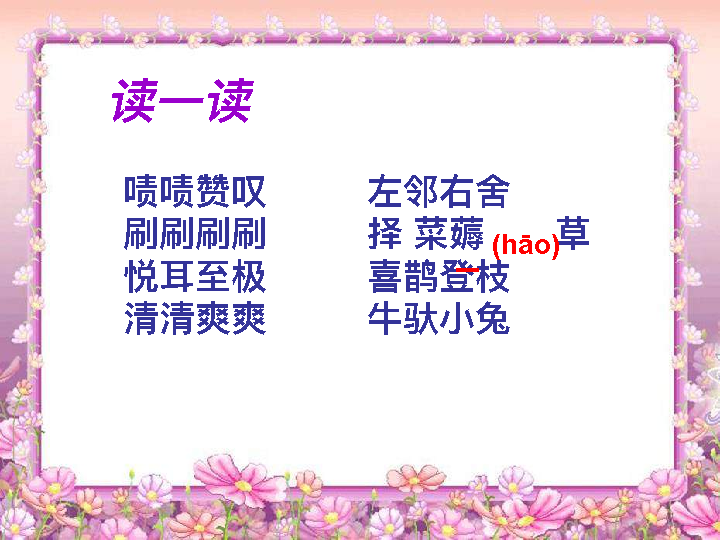 读一读
啧啧赞叹 左邻右舍
刷刷刷刷 择 菜薅 (hāo)草
悦耳至极 喜鹊登枝
清清爽爽 牛驮小兔